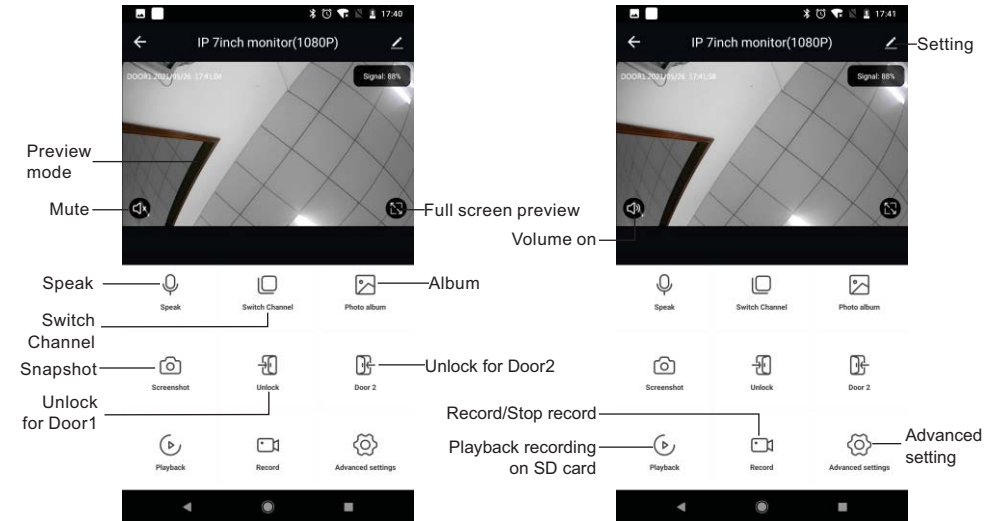 17:40
17:41
IP 7inch monitor(1080P)
IP 7inch monitor(1080P)
Setting
DOOR1 2021/05/26 17:41:04
Signal: 88%
DOOR1 2021/05/26 17:41:58
Signal: 88%
Preview
mode
Mute
Full screen preview
Volume on
Speak
Album
Speak
Switch Channel
Photo album
Speak
Switch Channel
Photo album
Switch
Channel
Snapshot
Unlock for Door2
Screenshot
Unlock
Door 2
Screenshot
Unlock
Door 2
Unlock
for Door1
Record/Stop record
Playback recording
on SD card
Advanced
setting
Playback
Record
Advanced settings
Playback
Record
Advanced settings